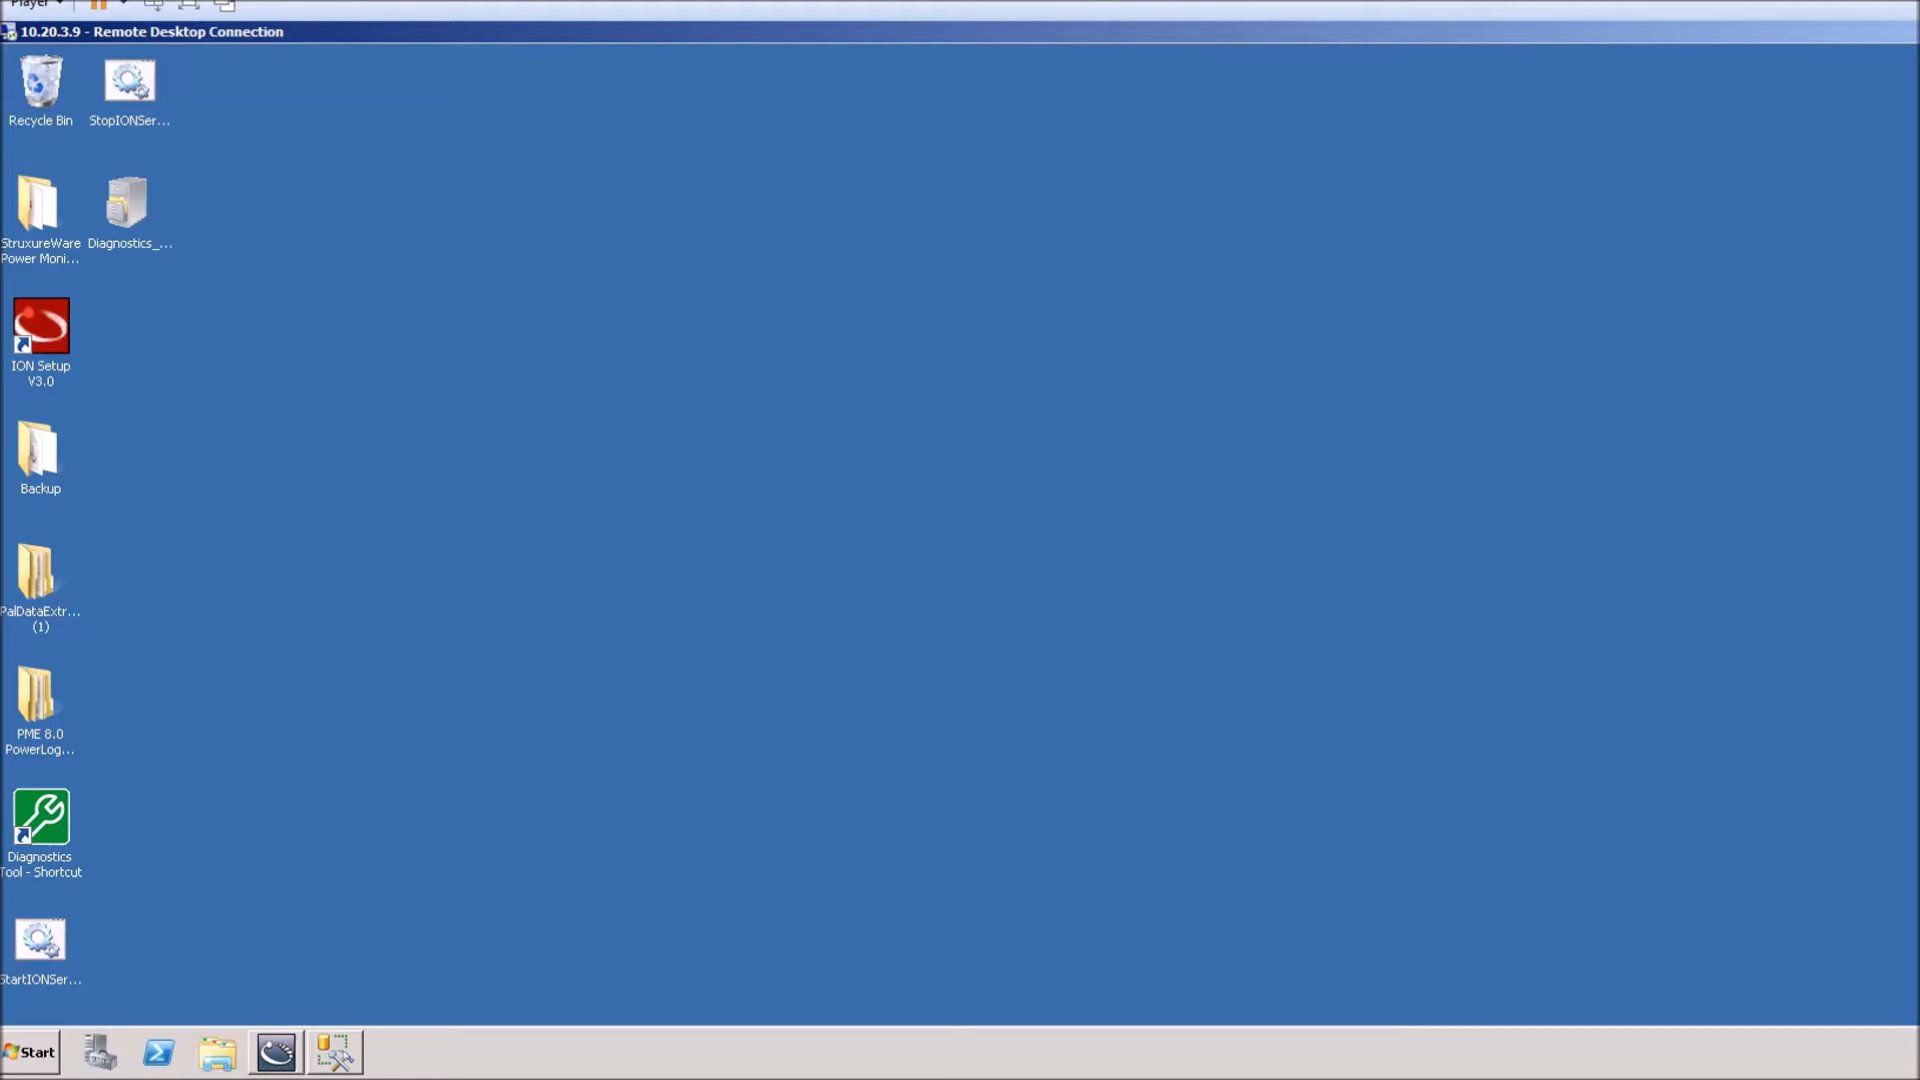 Player
10.20.3.9 - Remote Desktop Connection
Recycle Bin
StopIONSer...
StruxureWare
Power Moni...
Diagnostics_...
ION Setup
V3.0
Backup
PalDataExtr...
(1)
PME 8.0
PowerLog...
Diagnostics
Tool - Shortcut
StartIONSer...
Start